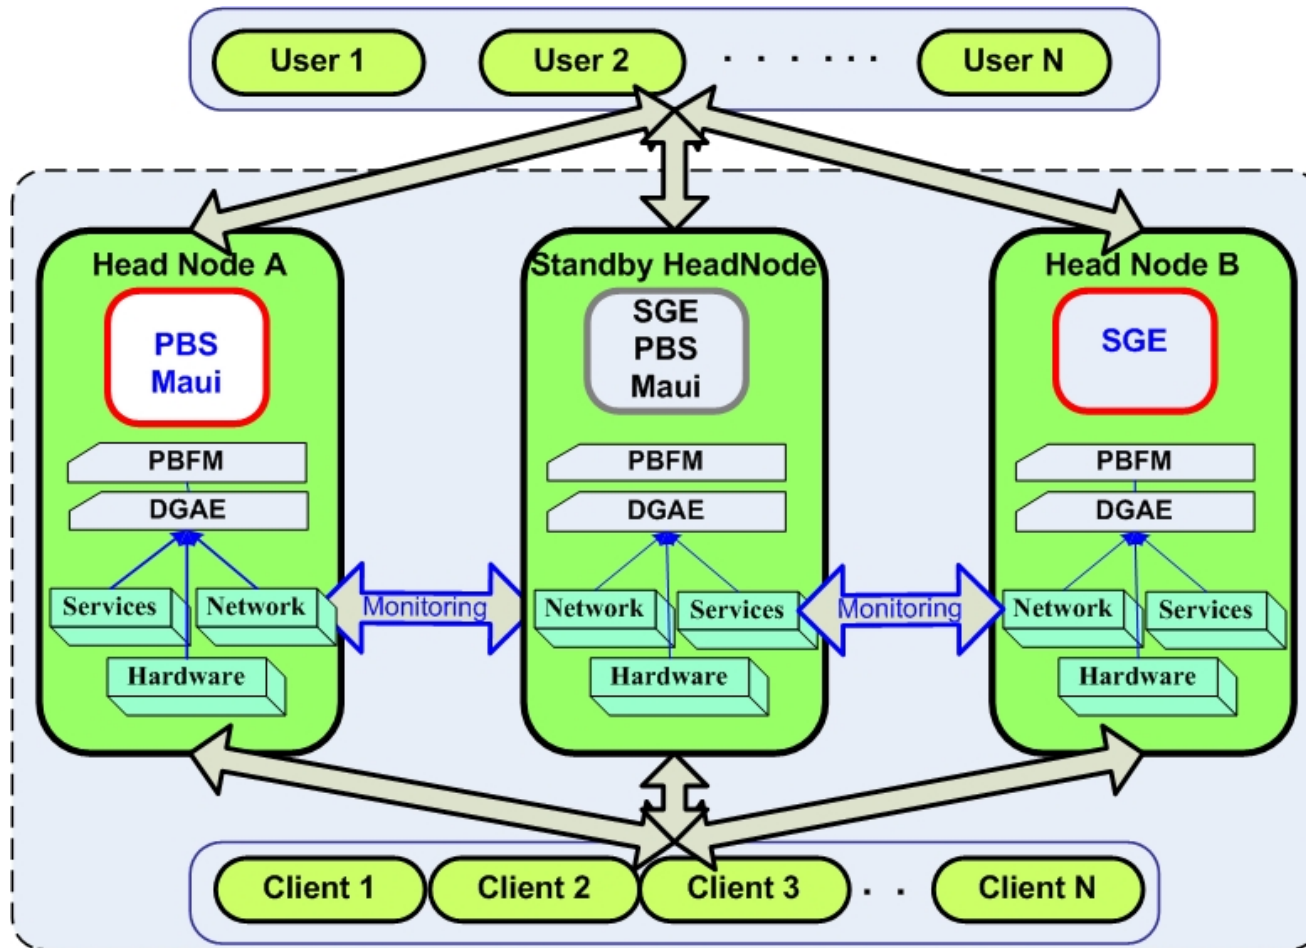 User 1
User 2
. . . . . .
User N
Head Node A
Standby HeadNode
Head Node B
PBS
Maui
SGE
PBS
Maui
SGE
PBFM
PBFM
PBFM
DGAE
DGAE
DGAE
Services
Network
Hardware
Monitoring
Network
Services
Hardware
Monitoring
Network
Services
Hardware
Client 1
Client 2
Client 3
. .
Client N